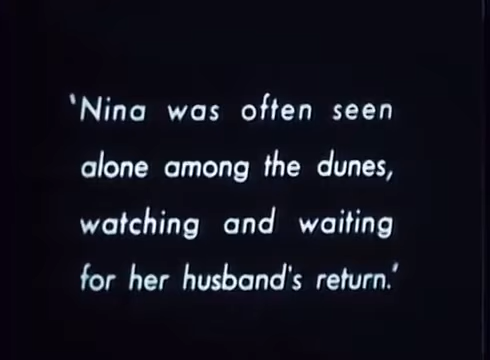 'Nina was often seen
alone among the dunes,
watching and waiting
for her husband's return.'